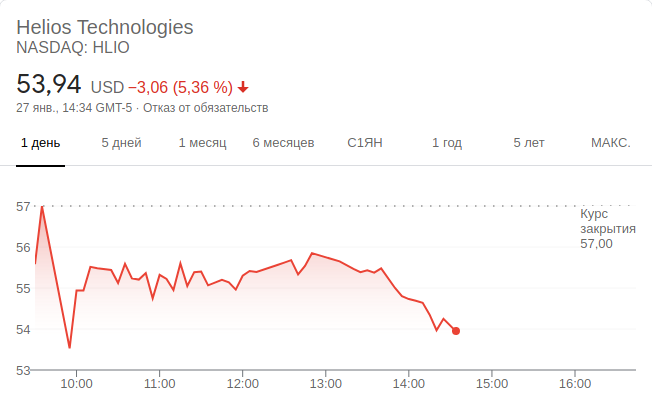 Helios Technologies
NASDAQ: HLIO
53,94 USD −3,06 (5,36 %)
27 янв., 14:34 GMT-5 · Отказ от обязательств
1 день 5 дней 1 месяц 6 месяцев С1ЯН 1 год 5 лет МАКС.
57
Курс
закрытия
57,00
56
55
54
53
10:00 11:00 12:00 13:00 14:00 15:00 16:00